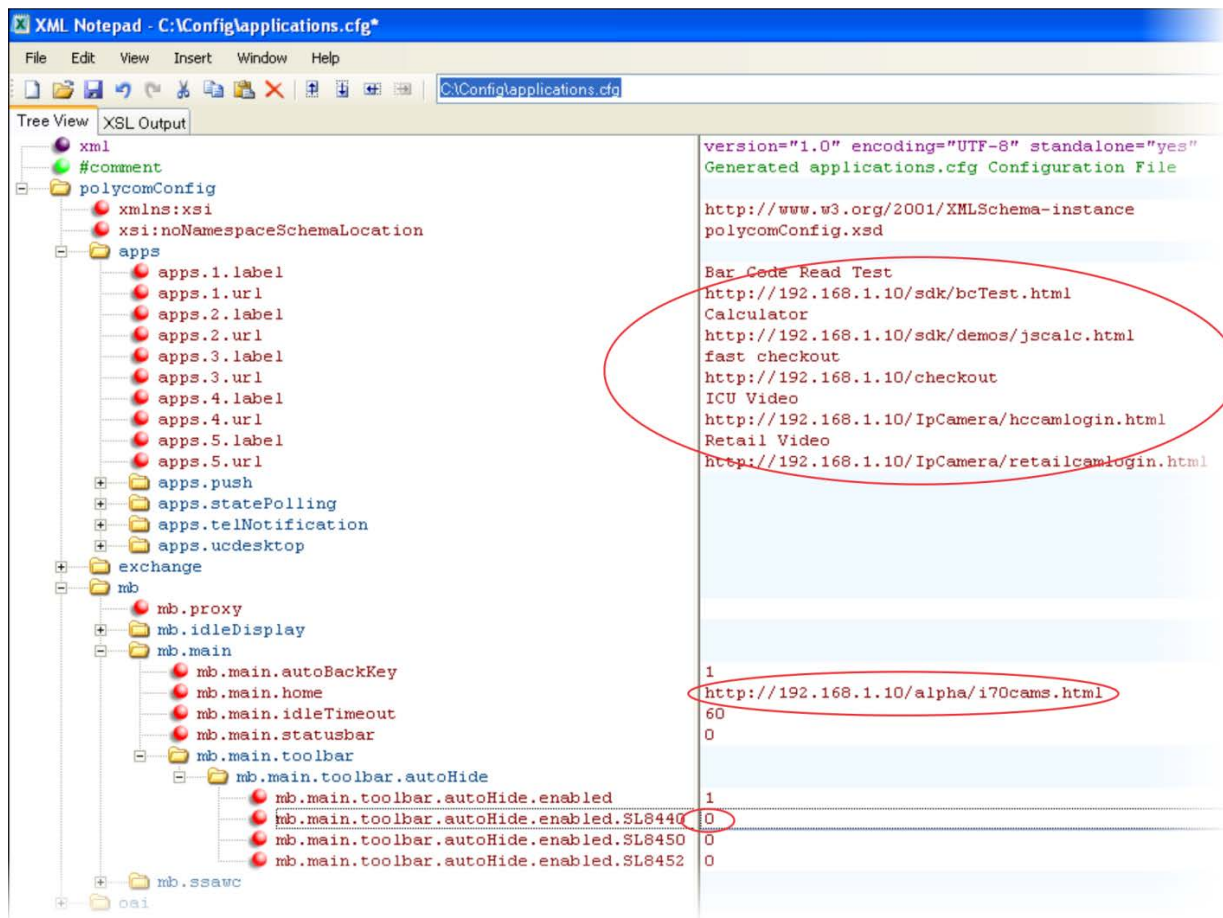 XML Notepad - C:\Config\applications.cfg*
File Edit View Insert Window Help
C:\Config\applications.cfg
Tree View XSL Output
xml version="1.0" encoding="UTF-8" standalone="yes"
#comment Generated applications.cfg Configuration File
polycomConfig
xmlns:xsi http://www.w3.org/2001/XMLSchema-instance
xsi:noNamespaceSchemaLocation polycomConfig.xsd
apps
apps.1.label Bar Code Read Test
apps.1.url http://192.168.1.10/sdk/bcTest.html
apps.2.label Calculator
apps.2.url http://192.168.1.10/sdk/demos/jscalc.html
apps.3.label fast checkout
apps.3.url http://192.168.1.10/checkout
apps.4.label ICU Video
apps.4.url http://192.168.1.10/IpCamera/hccamlogin.html
apps.5.label Retail Video
apps.5.url http://192.168.1.10/IpCamera/retailcamlogin.html
apps.push
apps.statePolling
apps.telNotification
apps.ucdesktop
exchange
mb
mb.proxy
mb.idleDisplay
mb.main
mb.main.autoBackKey 1
mb.main.home http://192.168.1.10/alpha/i70cams.html
mb.main.idleTimeout 60
mb.main.statusbar 0
mb.main.toolbar
mb.main.toolbar.autoHide
mb.main.toolbar.autoHide.enabled 1
mb.main.toolbar.autoHide.enabled.SL8440 0
mb.main.toolbar.autoHide.enabled.SL8450 0
mb.main.toolbar.autoHide.enabled.SL8452 0
mb.ssawc
oai